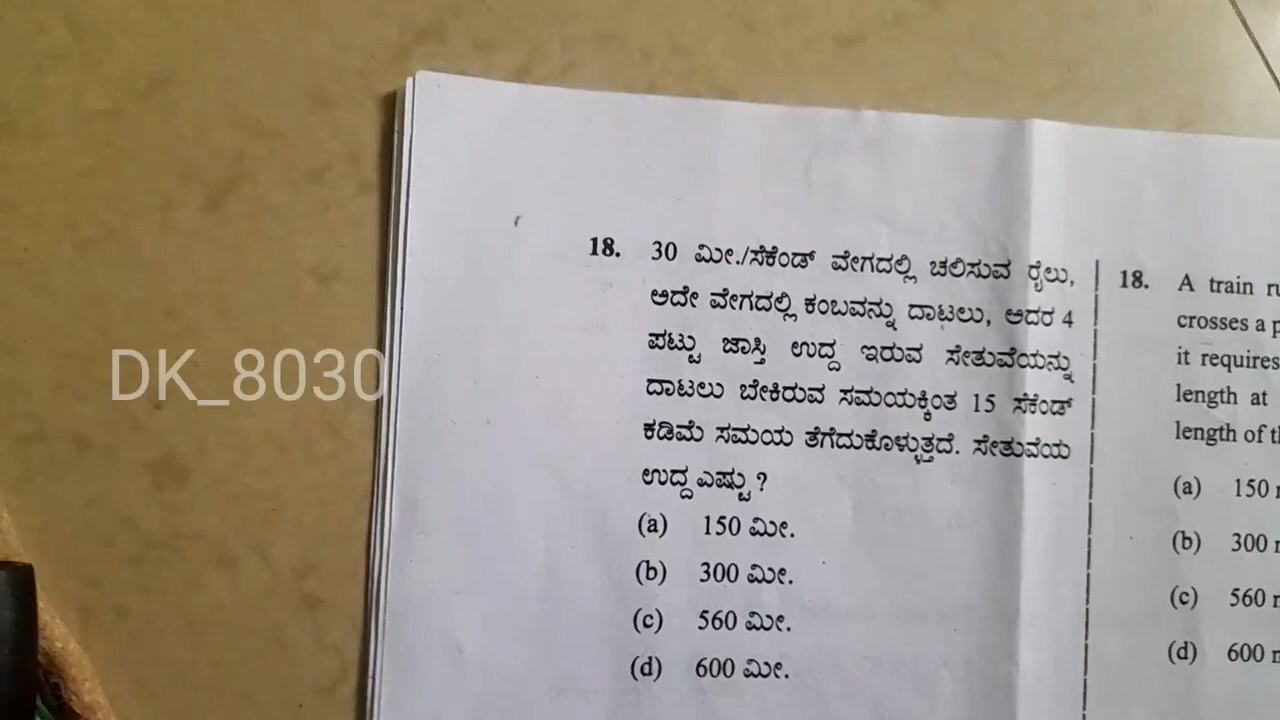 18. 30 ಮೀ./ಸೆಕೆಂಡ್ ವೇಗದಲ್ಲಿ ಚಲಿಸುವ ರೈಲು,
ಅದೇ ವೇಗದಲ್ಲಿ ಕಂಬವನ್ನು ದಾಟಲು, ಅದರ 4
ಪಟ್ಟು ಜಾಸ್ತಿ ಉದ್ದ ಇರುವ ಸೇತುವೆಯನ್ನು
ದಾಟಲು ಬೇಕಿರುವ ಸಮಯಕ್ಕಿಂತ 15 ಸೆಕೆಂಡ್
ಕಡಿಮೆ ಸಮಯ ತೆಗೆದುಕೊಳ್ಳುತ್ತದೆ. ಸೇತುವೆಯ
ಉದ್ದ ಎಷ್ಟು ?
(a) 150 ಮೀ.
(b) 300 ಮೀ.
(c) 560 ಮೀ.
(d) 600 ಮೀ.
18. A train
crosses a
it requires
length at
length of
(a) 150
(b) 300
(c) 560
(d) 600
DK_8030